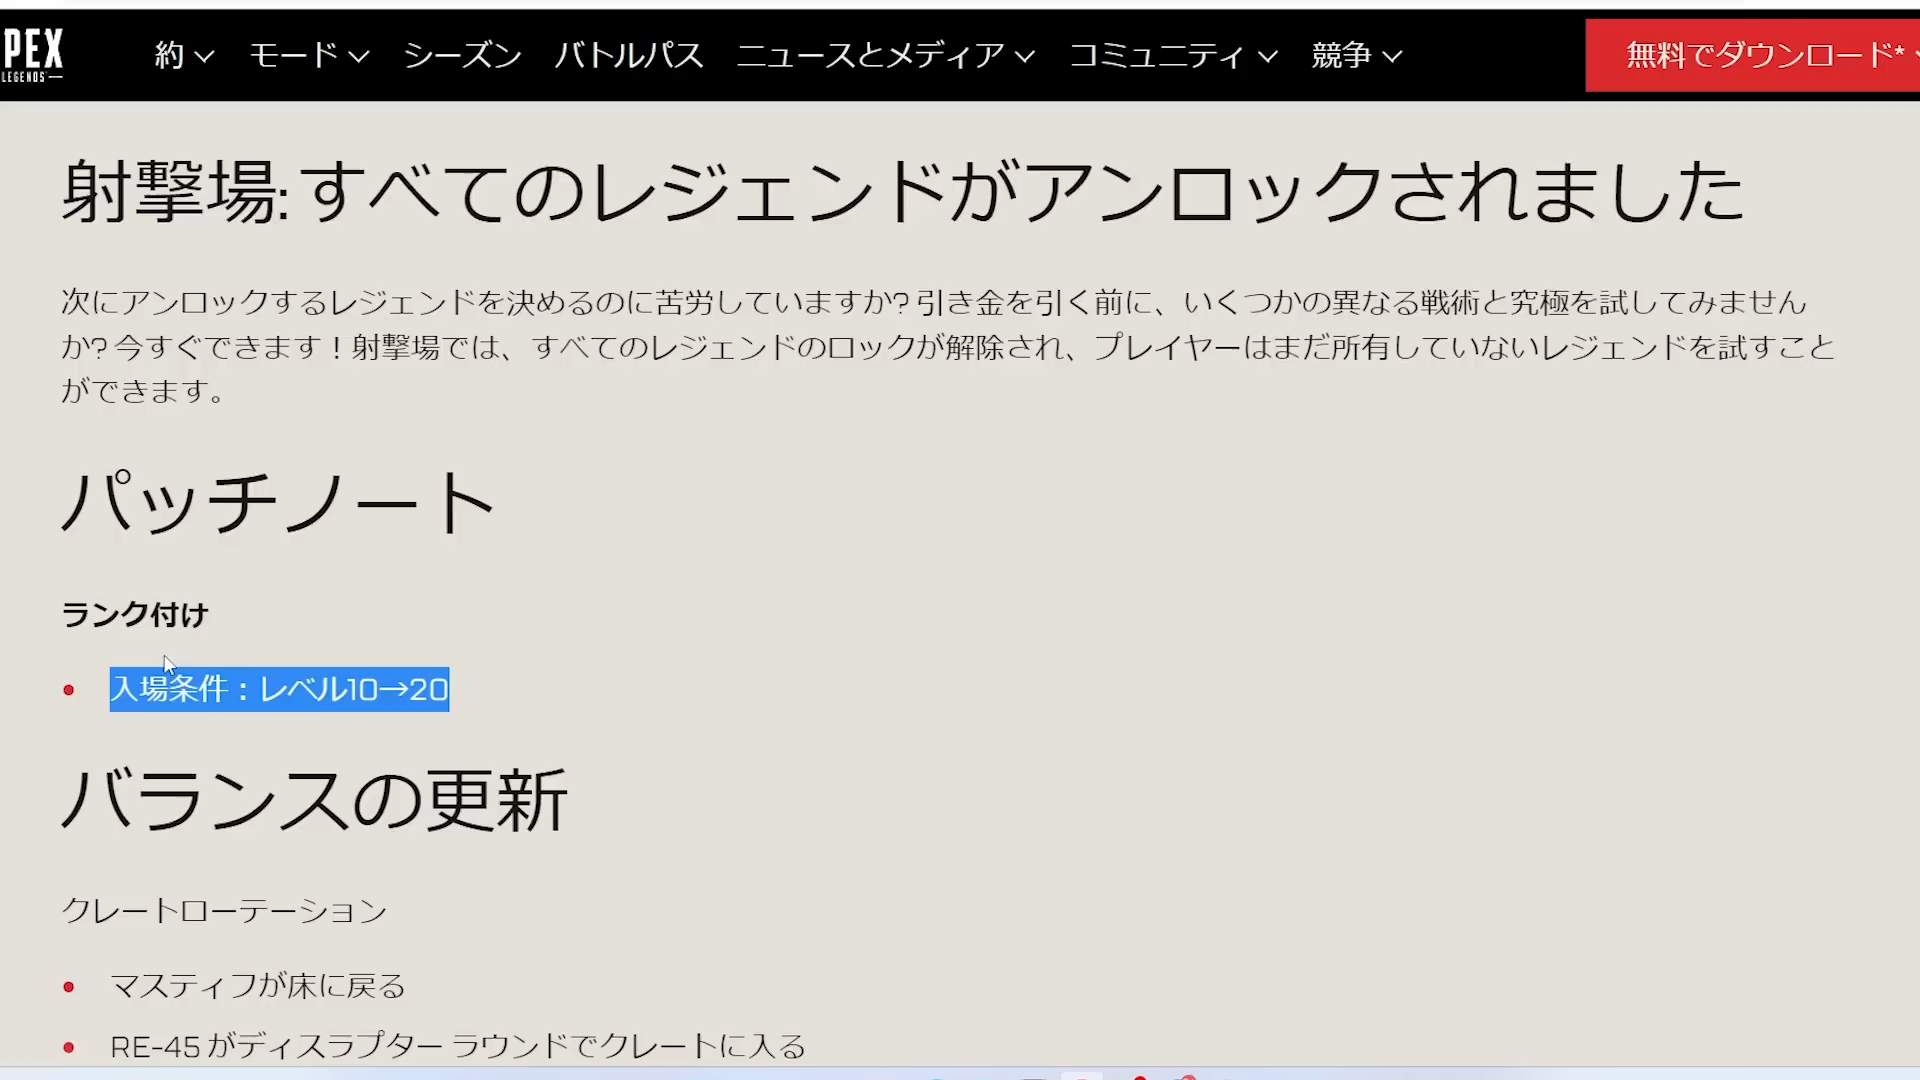 PEX
LEGENDS
約 モード シーズン バトルパス ニュースとメディア コミュニティ 競争 無料でダウンロード*
射撃場: すべてのレジェンドがアンロックされました
次にアンロックするレジェンドを決めるのに苦労していますか? 引き金を引く前に、いくつかの異なる戦術と究極を試してみません
か? 今すぐできます！射撃場では、すべてのレジェンドのロックが解除され、プレイヤーはまだ所有していないレジェンドを試すこと
ができます。
パッチノート
ランク付け
入場条件：レベル10→20
バランスの更新
クレートローテーション
マスティフが床に戻る
RE-45 がディスラプター ラウンドでクレートに入る